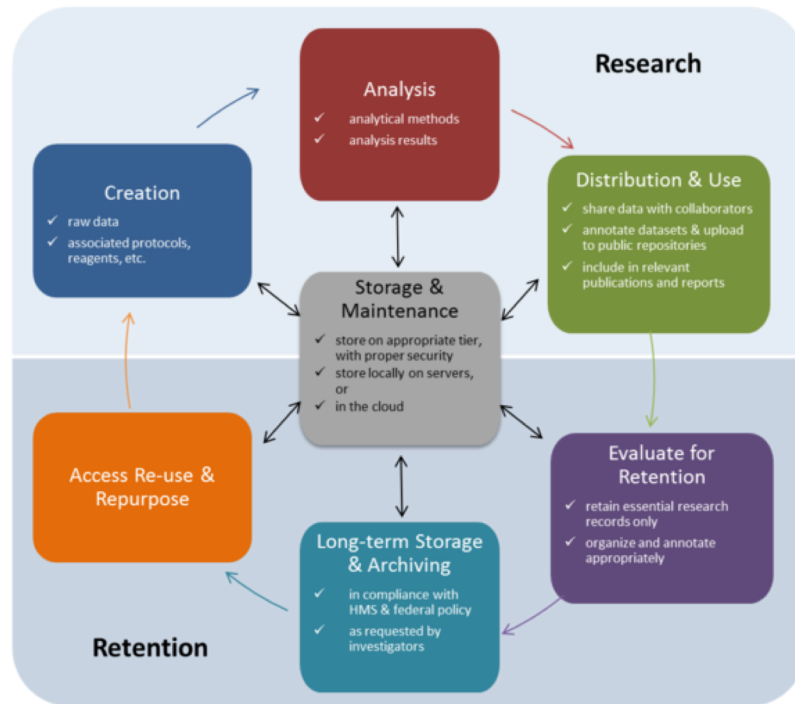 Research
Analysis
✓ analytical methods
✓ analysis results
Creation
✓ raw data
✓ associated protocols,
reagents, etc.
Distribution & Use
✓ share data with collaborators
✓ annotate datasets & upload
to public repositories
✓ include in relevant
publications and reports
Storage &
Maintenance
✓ store on appropriate tier,
with proper security
✓ store locally on servers,
or
✓ in the cloud
Access Re-use &
Repurpose
Evaluate for
Retention
✓ retain essential research
records only
✓ organize and annotate
appropriately
Long-term Storage
& Archiving
✓ in compliance with
HMS & federal policy
✓ as requested by
investigators
Retention